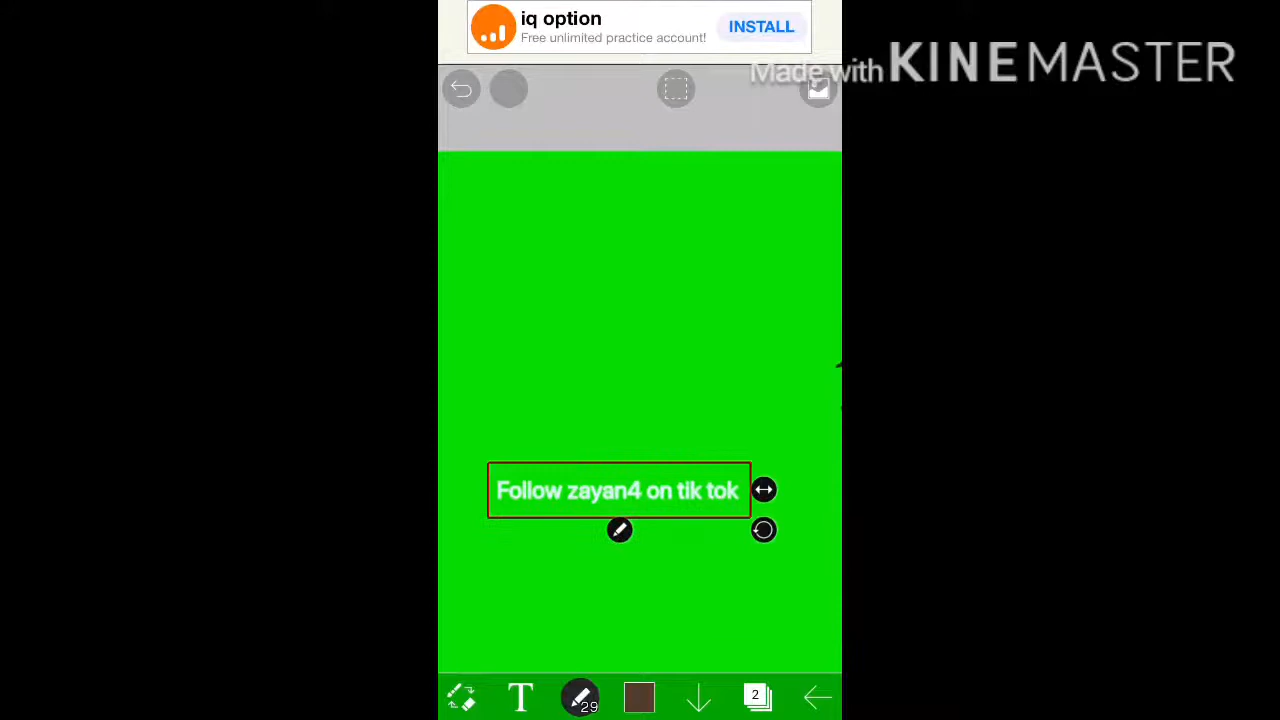 iq option
Free unlimited practice account!
INSTALL
Made with KINEMASTER
Follow zayan4 on tik tok
T
29
2